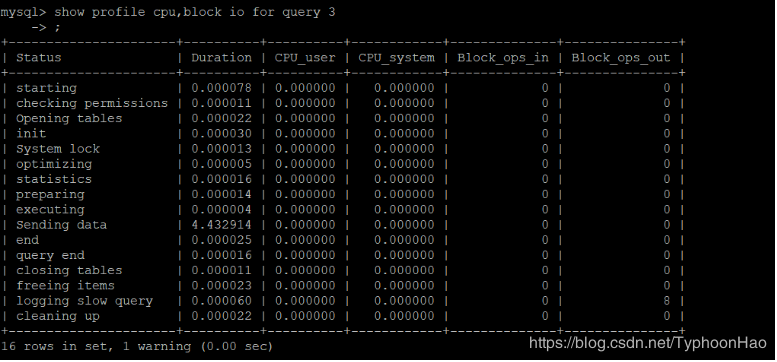 mysql> show profile cpu,block io for query 3
    -> ;
+----------------------+----------+----------+------------+--------------+---------------+
| Status               | Duration | CPU_user | CPU_system | Block_ops_in | Block_ops_out |
+----------------------+----------+----------+------------+--------------+---------------+
| starting             | 0.000078 | 0.000000 |   0.000000 |            0 |             0 |
| checking permissions | 0.000011 | 0.000000 |   0.000000 |            0 |             0 |
| Opening tables       | 0.000022 | 0.000000 |   0.000000 |            0 |             0 |
| init                 | 0.000030 | 0.000000 |   0.000000 |            0 |             0 |
| System lock          | 0.000013 | 0.000000 |   0.000000 |            0 |             0 |
| optimizing           | 0.000005 | 0.000000 |   0.000000 |            0 |             0 |
| statistics           | 0.000016 | 0.000000 |   0.000000 |            0 |             0 |
| preparing            | 0.000014 | 0.000000 |   0.000000 |            0 |             0 |
| executing            | 0.000004 | 0.000000 |   0.000000 |            0 |             0 |
| Sending data         | 4.432914 | 0.000000 |   0.000000 |            0 |             0 |
| end                  | 0.000025 | 0.000000 |   0.000000 |            0 |             0 |
| query end            | 0.000016 | 0.000000 |   0.000000 |            0 |             0 |
| closing tables       | 0.000011 | 0.000000 |   0.000000 |            0 |             0 |
| freeing items        | 0.000023 | 0.000000 |   0.000000 |            0 |             0 |
| logging slow query   | 0.000060 | 0.000000 |   0.000000 |            0 |             8 |
| cleaning up          | 0.000022 | 0.000000 |   0.000000 |            0 |             0 |
+----------------------+----------+----------+------------+--------------+---------------+
16 rows in set, 1 warning (0.00 sec)
https://blog.csdn.net/TyphoonHao